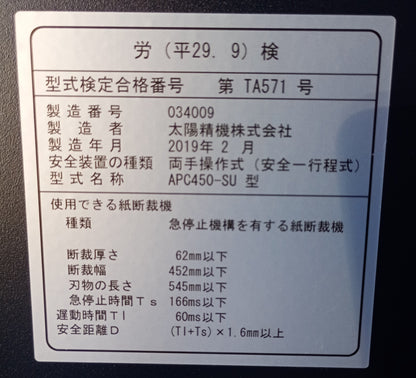 労（平29．9）検
型式検定合格番号　第 TA571 号
製造番号　034009
製造者　太陽精機株式会社
製造年月　2019年2月
安全装置の種類　両手操作式（安全一行程式）
型式名称　APC450-SU 型
使用できる紙断裁機
種類　急停止機構を有する紙断裁機
断裁厚さ　62mm以下
断裁幅　452mm以下
刃物の長さ　545mm以下
急停止時間Ts　166ms以下
遅動時間Tl　60ms以下
安全距離D　(Tl+Ts)×1.6mm以上